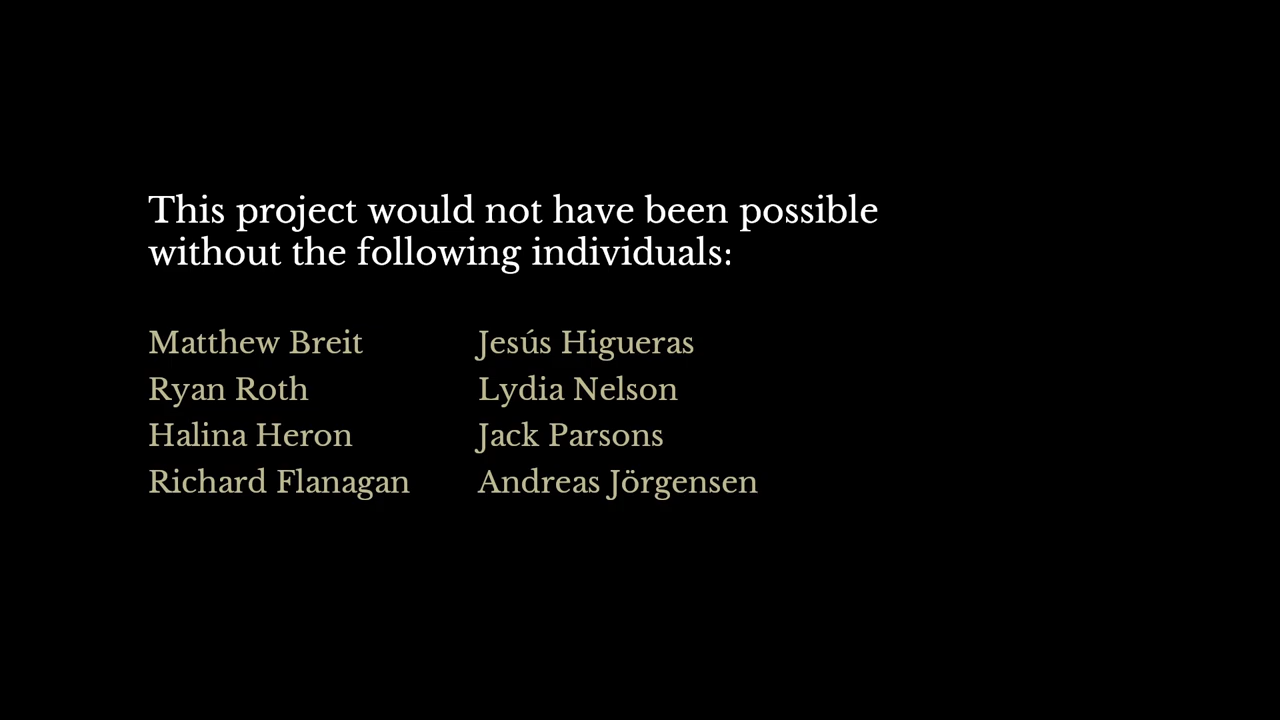 This project would not have been possible
without the following individuals:
Matthew Breit
Ryan Roth
Halina Heron
Richard Flanagan
Jesús Higueras
Lydia Nelson
Jack Parsons
Andreas Jörgensen